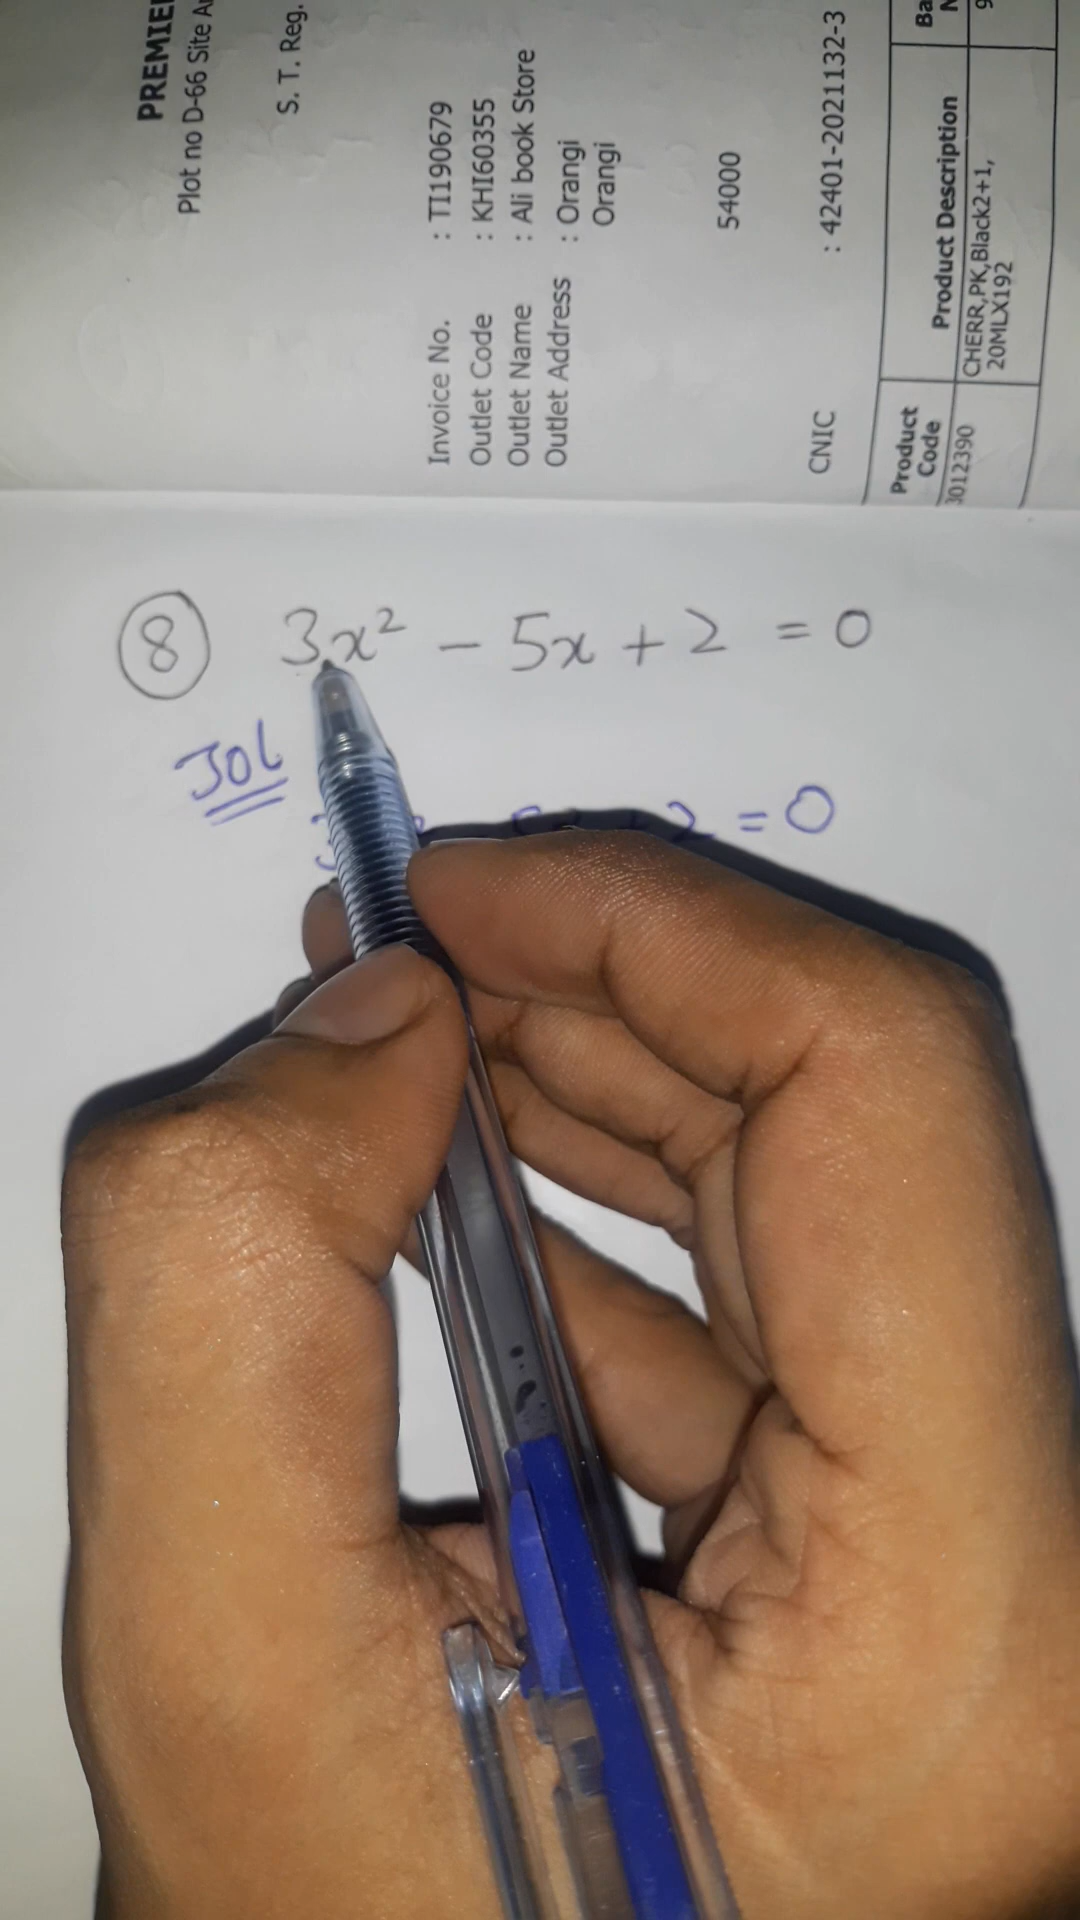 PREMIE
Plot no D-66 Site A
S. T. Reg.
Invoice No. : TI190679
Outlet Code : KHI60355
Outlet Name : Ali book Store
Outlet Address : Orangi
Orangi
54000
CNIC : 42401-2021132-3
Product Code Product Description Ba
3012390 CHERR,PK,Black2+1,
20MLX192
8 3x² - 5x + 2 = 0
Sol
2 = 0